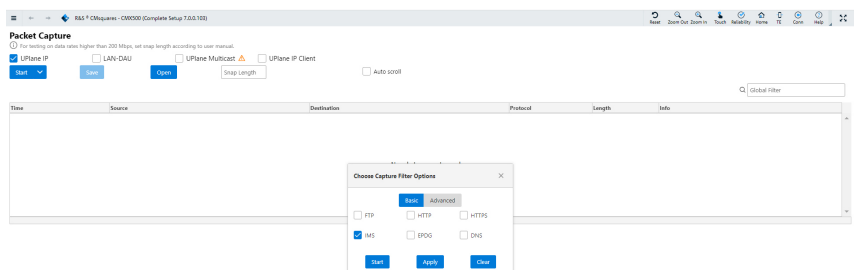 R&S ® CMsquares - CMX500 (Complete Setup 7.0.0.103)
Reset Zoom Out Zoom In Touch Reliability Home TE Conn Help
Packet Capture
For testing on data rates higher than 200 Mbps, set snap length according to user manual.
UPlane IP LAN-DAU UPlane Multicast UPlane IP Client
Start Save Open Snap Length Auto scroll
Global Filter
Time Source Destination Protocol Length Info
Choose Capture Filter Options
Basic Advanced
FTP HTTP HTTPS
IMS EPDG DNS
Start Apply Clear